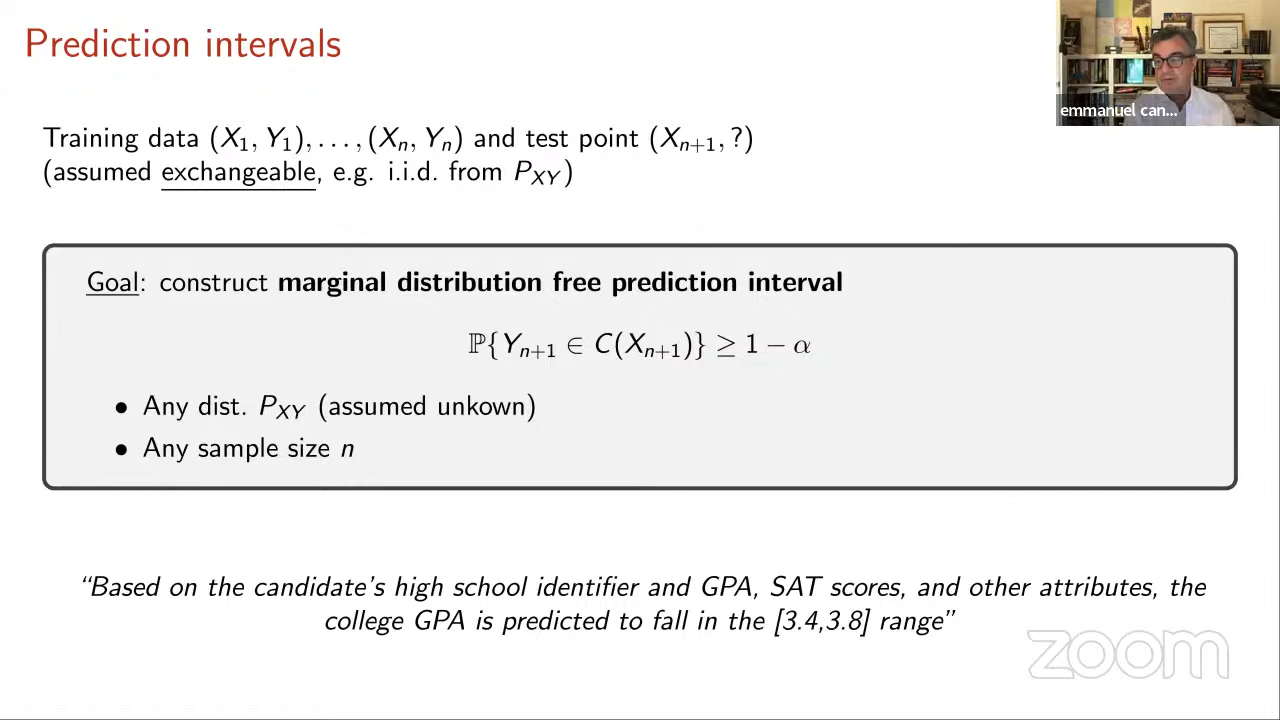 Prediction intervals
emmanuel can...
Training data (X₁, Y₁), . . . , (Xₙ, Yₙ) and test point (Xₙ₊₁, ?)
(assumed exchangeable, e.g. i.i.d. from P_XY)
Goal: construct marginal distribution free prediction interval
ℙ{Yₙ₊₁ ∈ C(Xₙ₊₁)} ≥ 1 − α
• Any dist. P_XY (assumed unkown)
• Any sample size n
“Based on the candidate’s high school identifier and GPA, SAT scores, and other attributes, the
college GPA is predicted to fall in the [3.4,3.8] range”
zoom